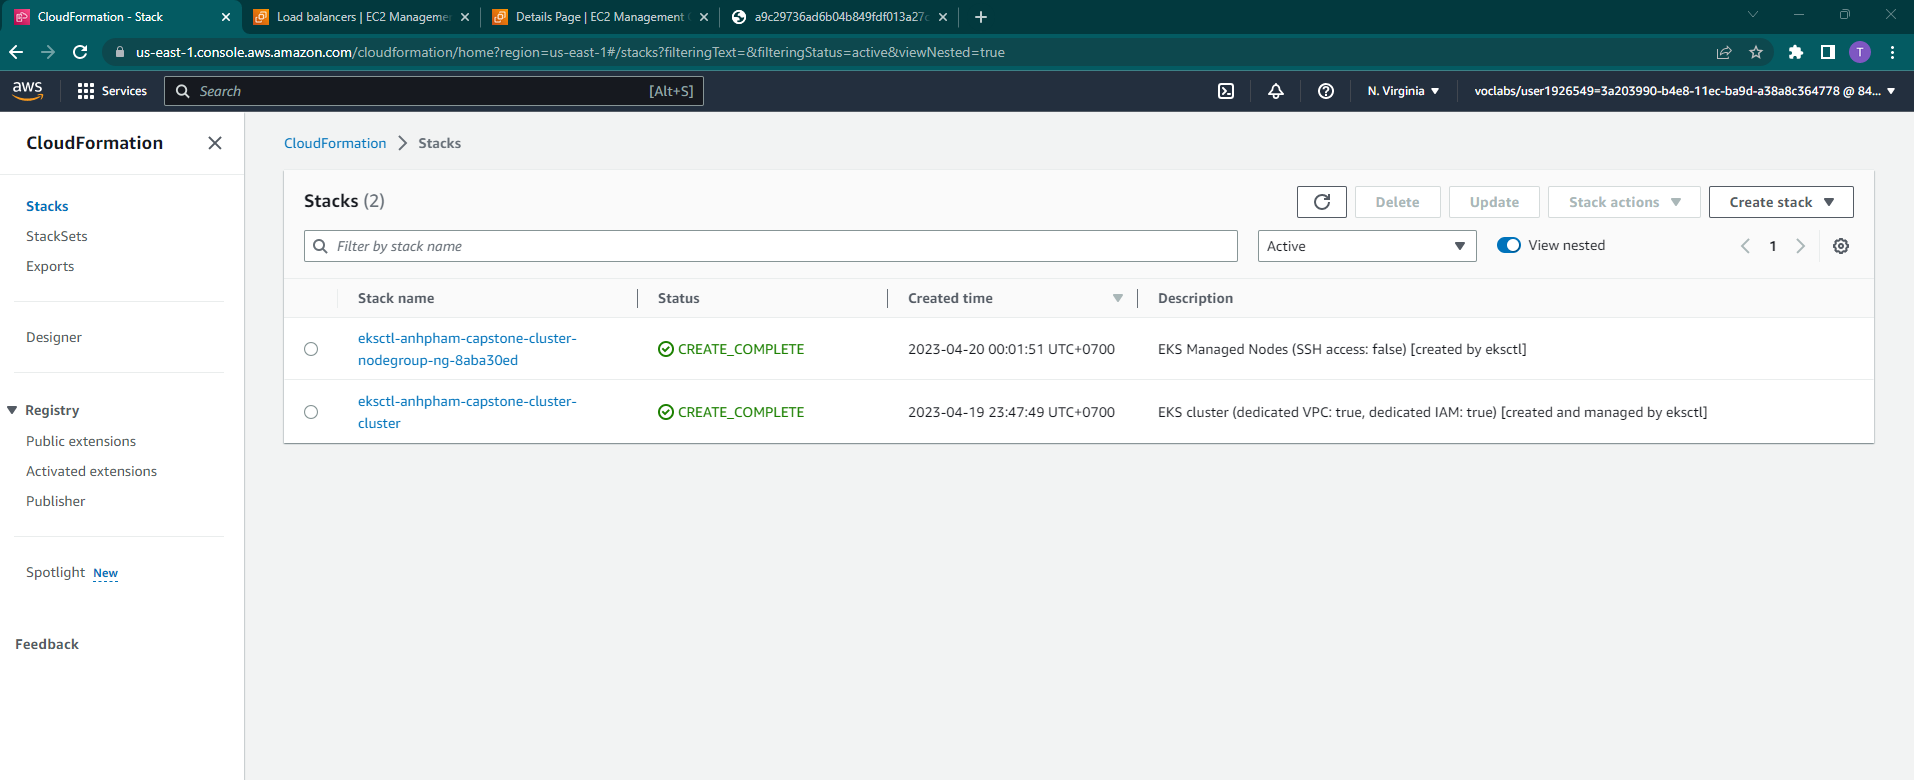 CloudFormation - Stack
Load balancers | EC2 Manageme
Details Page | EC2 Management
a9c29736ad6b04b849fdf013a27
us-east-1.console.aws.amazon.com/cloudformation/home?region=us-east-1#/stacks?filteringText=&filteringStatus=active&viewNested=true
T
aws
Services
Search
[Alt+S]
N. Virginia
voclabs/user1926549=3a203990-b4e8-11ec-ba9d-a38a8c364778 @ 84...
CloudFormation
Stacks
StackSets
Exports
Designer
Registry
Public extensions
Activated extensions
Publisher
Spotlight New
Feedback
CloudFormation > Stacks
Stacks (2)
Delete
Update
Stack actions
Create stack
Filter by stack name
Active
View nested
1
Stack name
Status
Created time
Description
eksctl-anhpham-capstone-cluster-
nodegroup-ng-8aba30ed
CREATE_COMPLETE
2023-04-20 00:01:51 UTC+0700
EKS Managed Nodes (SSH access: false) [created by eksctl]
eksctl-anhpham-capstone-cluster-
cluster
CREATE_COMPLETE
2023-04-19 23:47:49 UTC+0700
EKS cluster (dedicated VPC: true, dedicated IAM: true) [created and managed by eksctl]